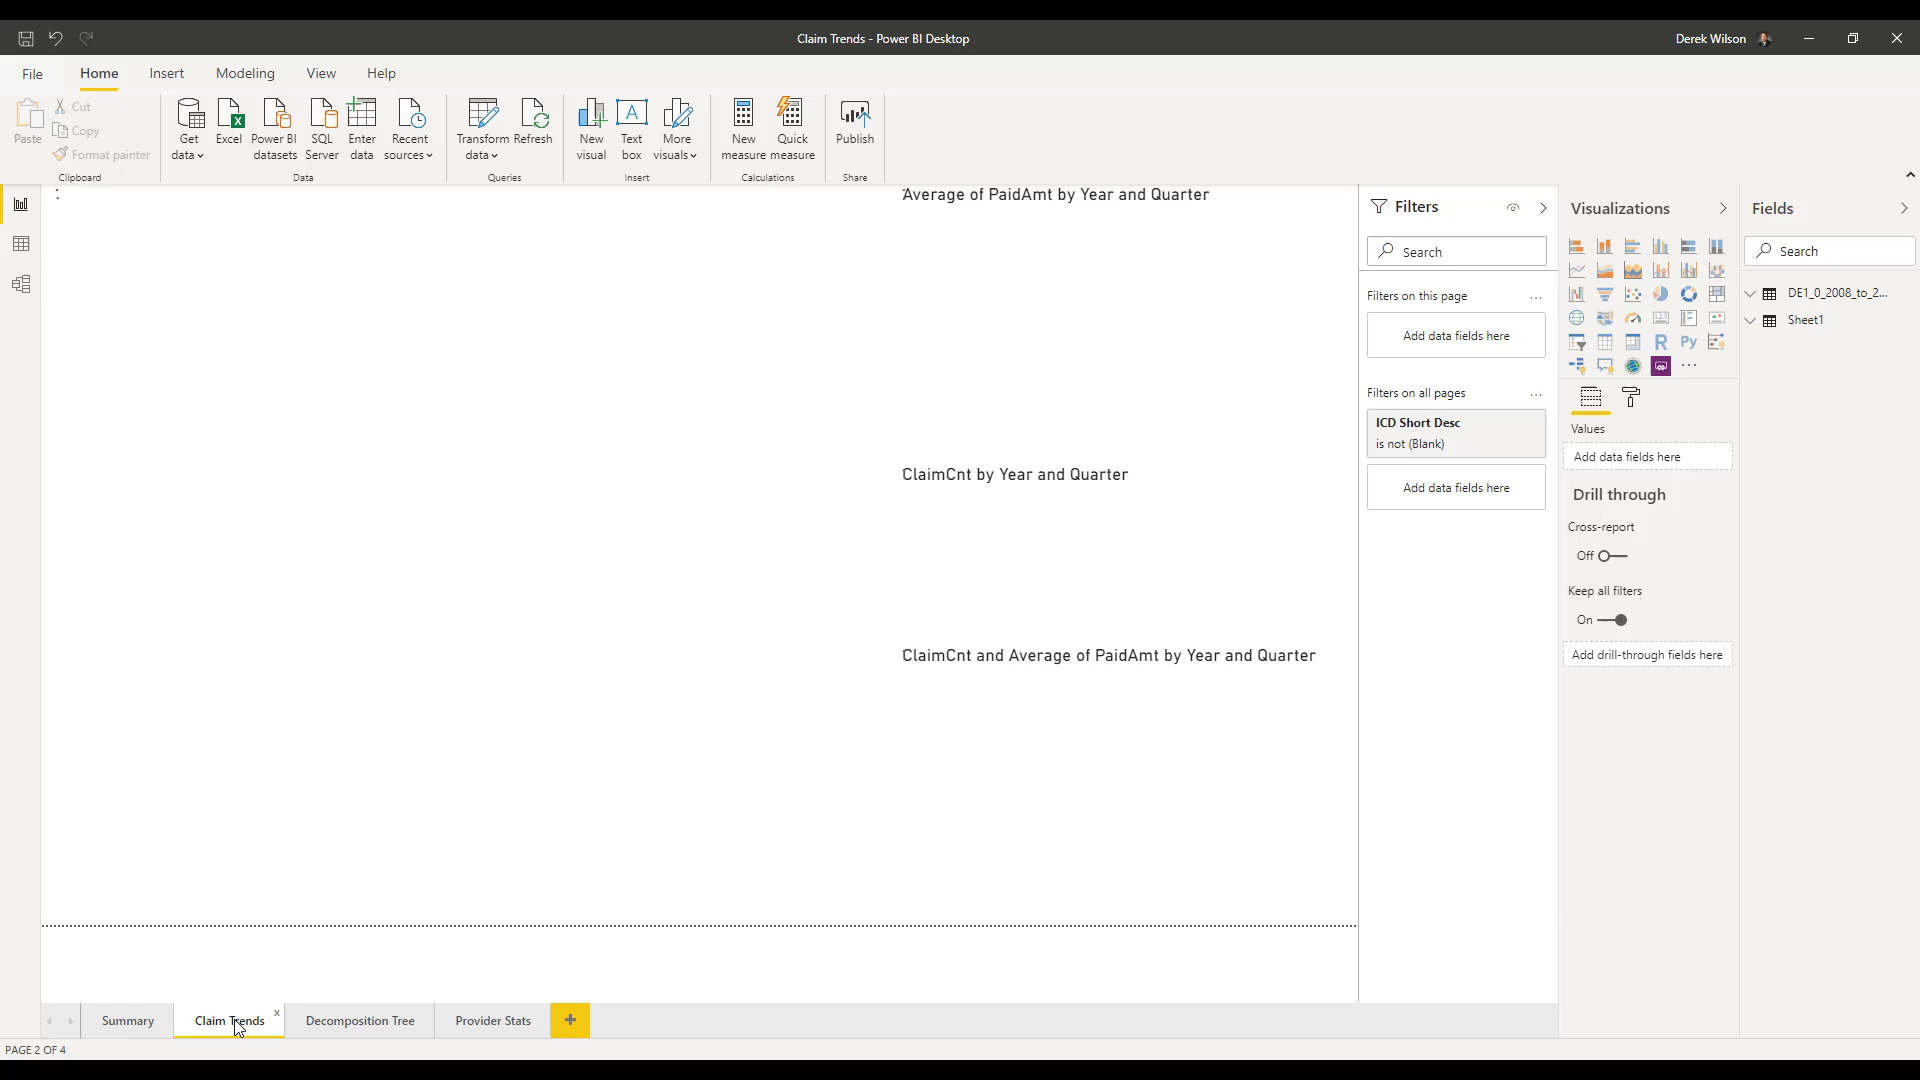 Claim Trends - Power BI Desktop
Derek Wilson
File Home Insert Modeling View Help
Paste
Cut
Copy
Format painter
Clipboard
Get data
Excel
Power BI datasets
SQL Server
Enter data
Recent sources
Data
Transform data
Refresh
Queries
New visual
Text box
More visuals
Insert
New measure
Quick measure
Calculations
Publish
Share
Average of PaidAmt by Year and Quarter
ClaimCnt by Year and Quarter
ClaimCnt and Average of PaidAmt by Year and Quarter
Filters
Search
Filters on this page
Add data fields here
Filters on all pages
ICD Short Desc
is not (Blank)
Add data fields here
Visualizations
R
Py
Values
Add data fields here
Drill through
Cross-report
Off
Keep all filters
On
Add drill-through fields here
Fields
Search
DE1_0_2008_to_2...
Sheet1
Summary
Claim Trends
x
Decomposition Tree
Provider Stats
+
PAGE 2 OF 4